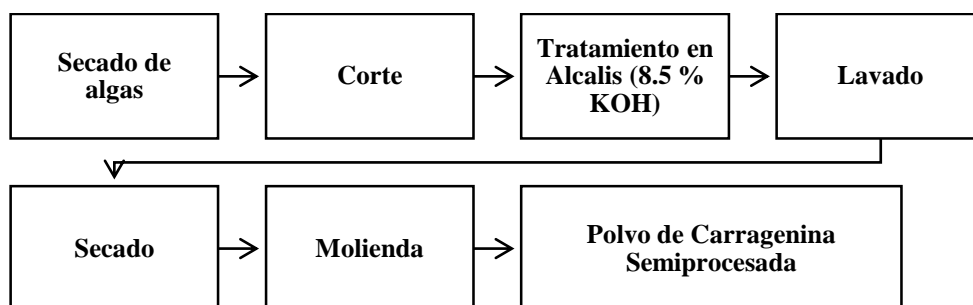 Secado de
algas
Corte
Tratamiento en
Alcalis (8.5 %
KOH)
Lavado
Secado
Molienda
Polvo de Carragenina
Semiprocesada